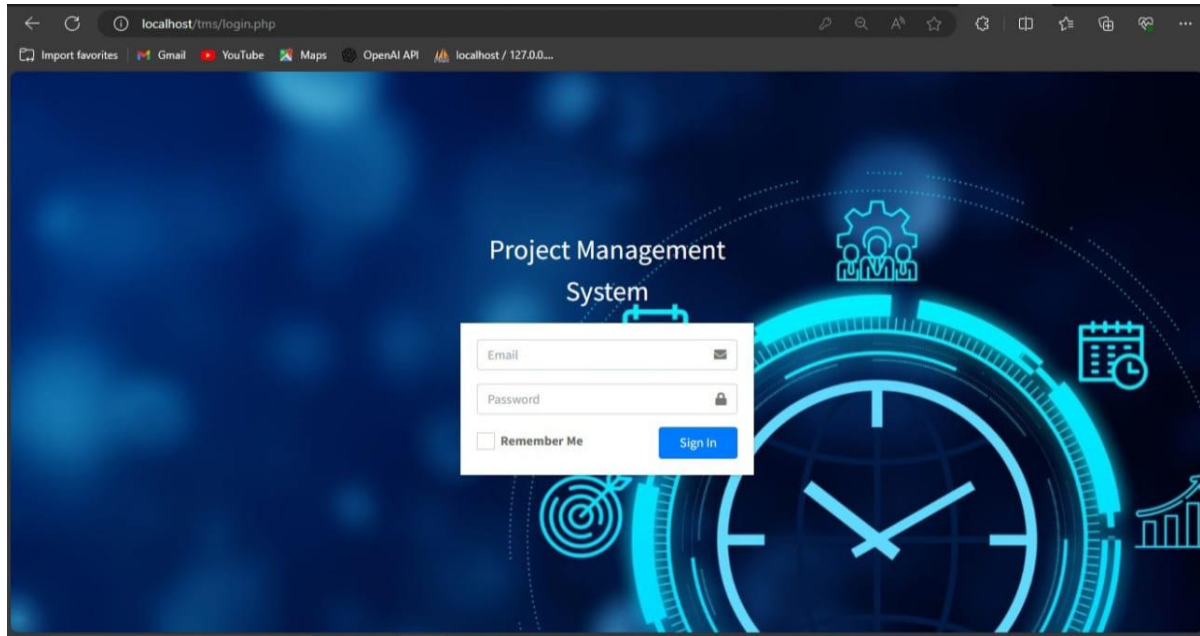 localhost/tms/login.php
Import favorites Gmail YouTube Maps OpenAI API localhost / 127.0.0....
Project Management
System
Email
Password
Remember Me Sign In